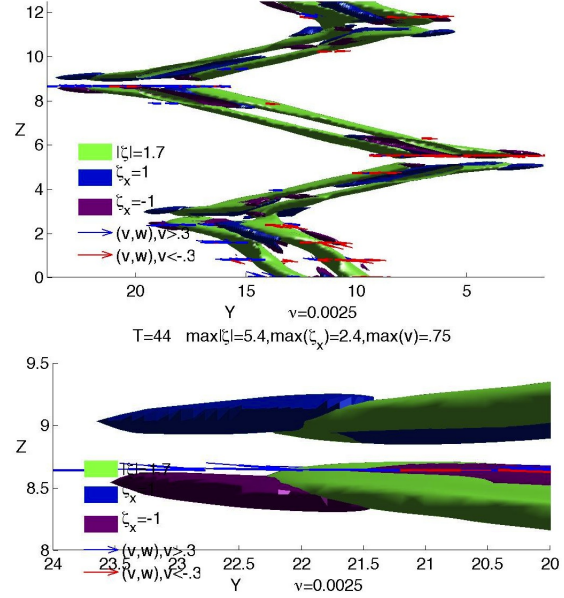 12
10
8
Z
6
4
2
0
|ζ|=1.7
ζx=1
ζx=-1
(v,w),v>.3
(v,w),v<-.3
20 15 10 5
Y ν=0.0025
T=44 max|ζ|=5.4,max(ζx)=2.4,max(v)=.75
9.5
Z
9
8.5
8
|ζ|=1.7
ζx
ζx=-1
(v,w),v>.3
(v,w),v<-.3
24 23.5 23 22.5 22 21.5 21 20.5 20
Y ν=0.0025